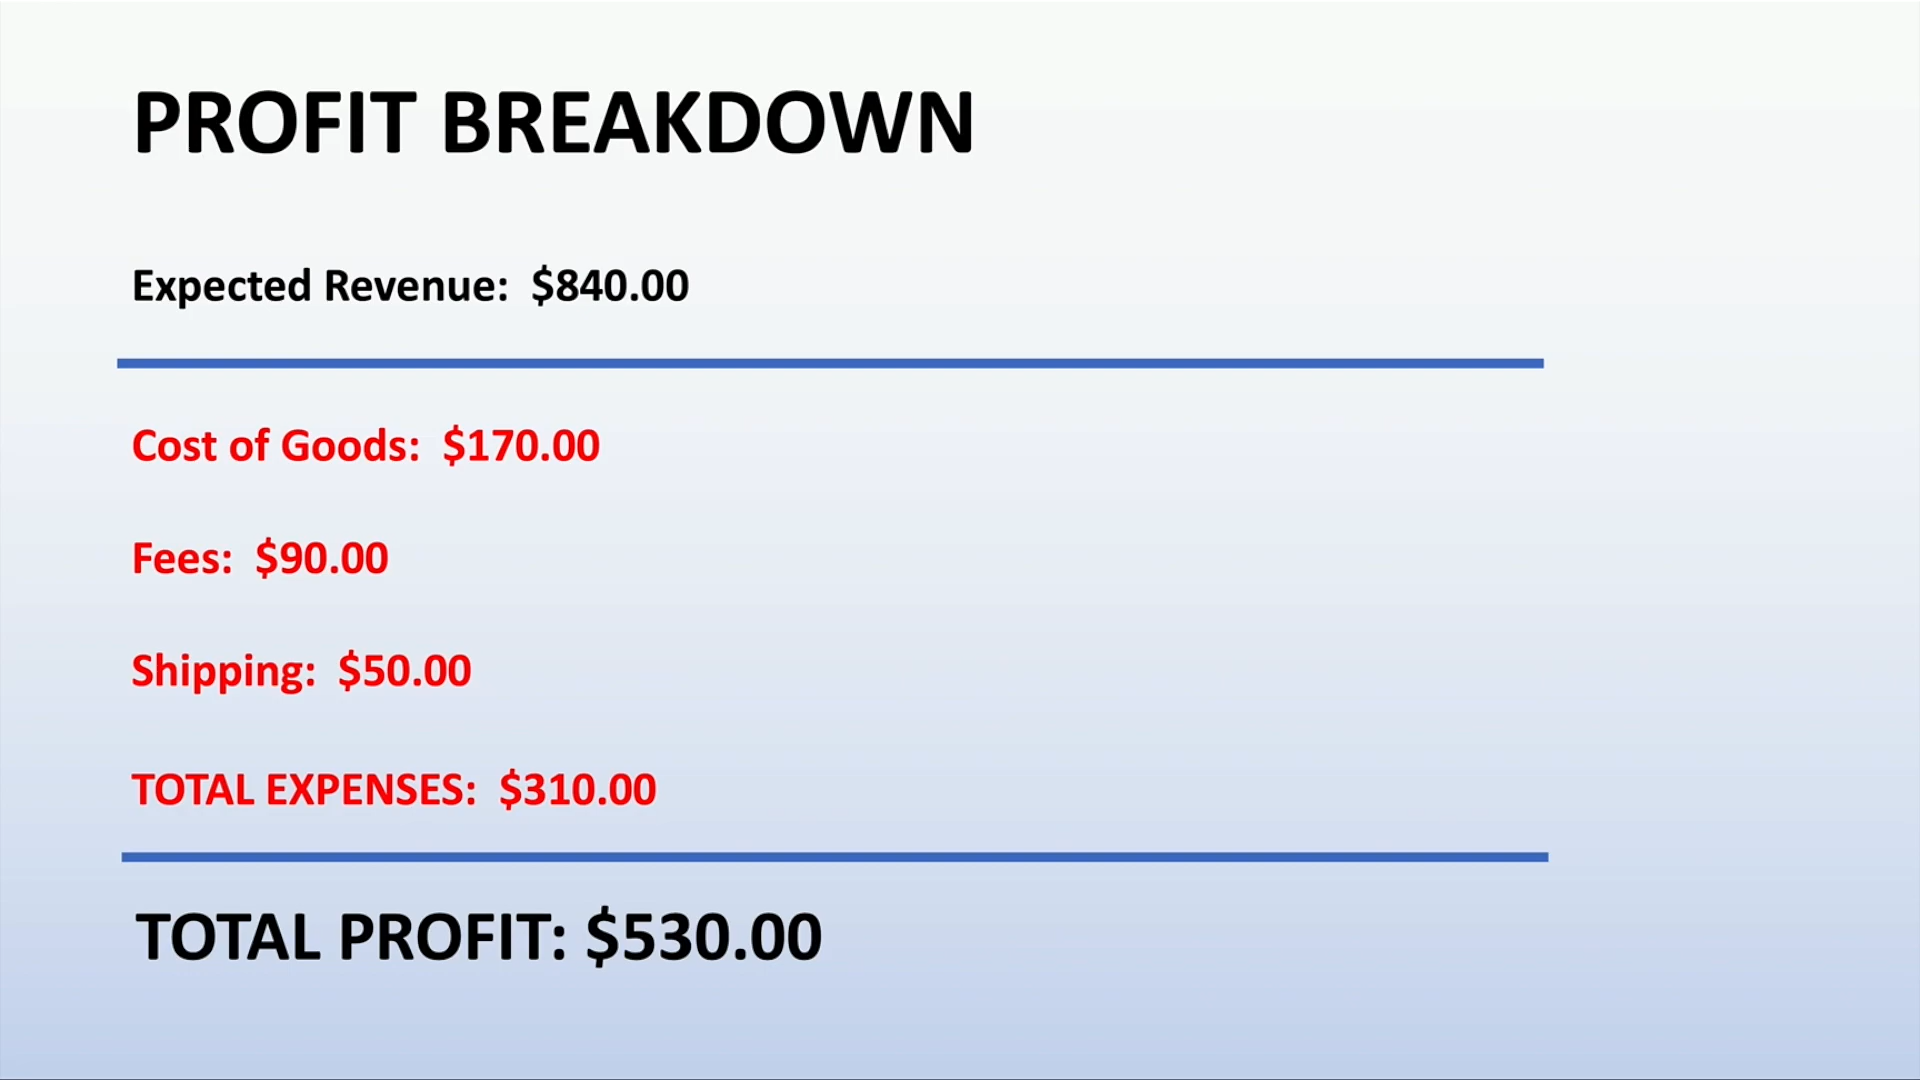 PROFIT BREAKDOWN
Expected Revenue: $840.00
Cost of Goods: $170.00
Fees: $90.00
Shipping: $50.00
TOTAL EXPENSES: $310.00
TOTAL PROFIT: $530.00